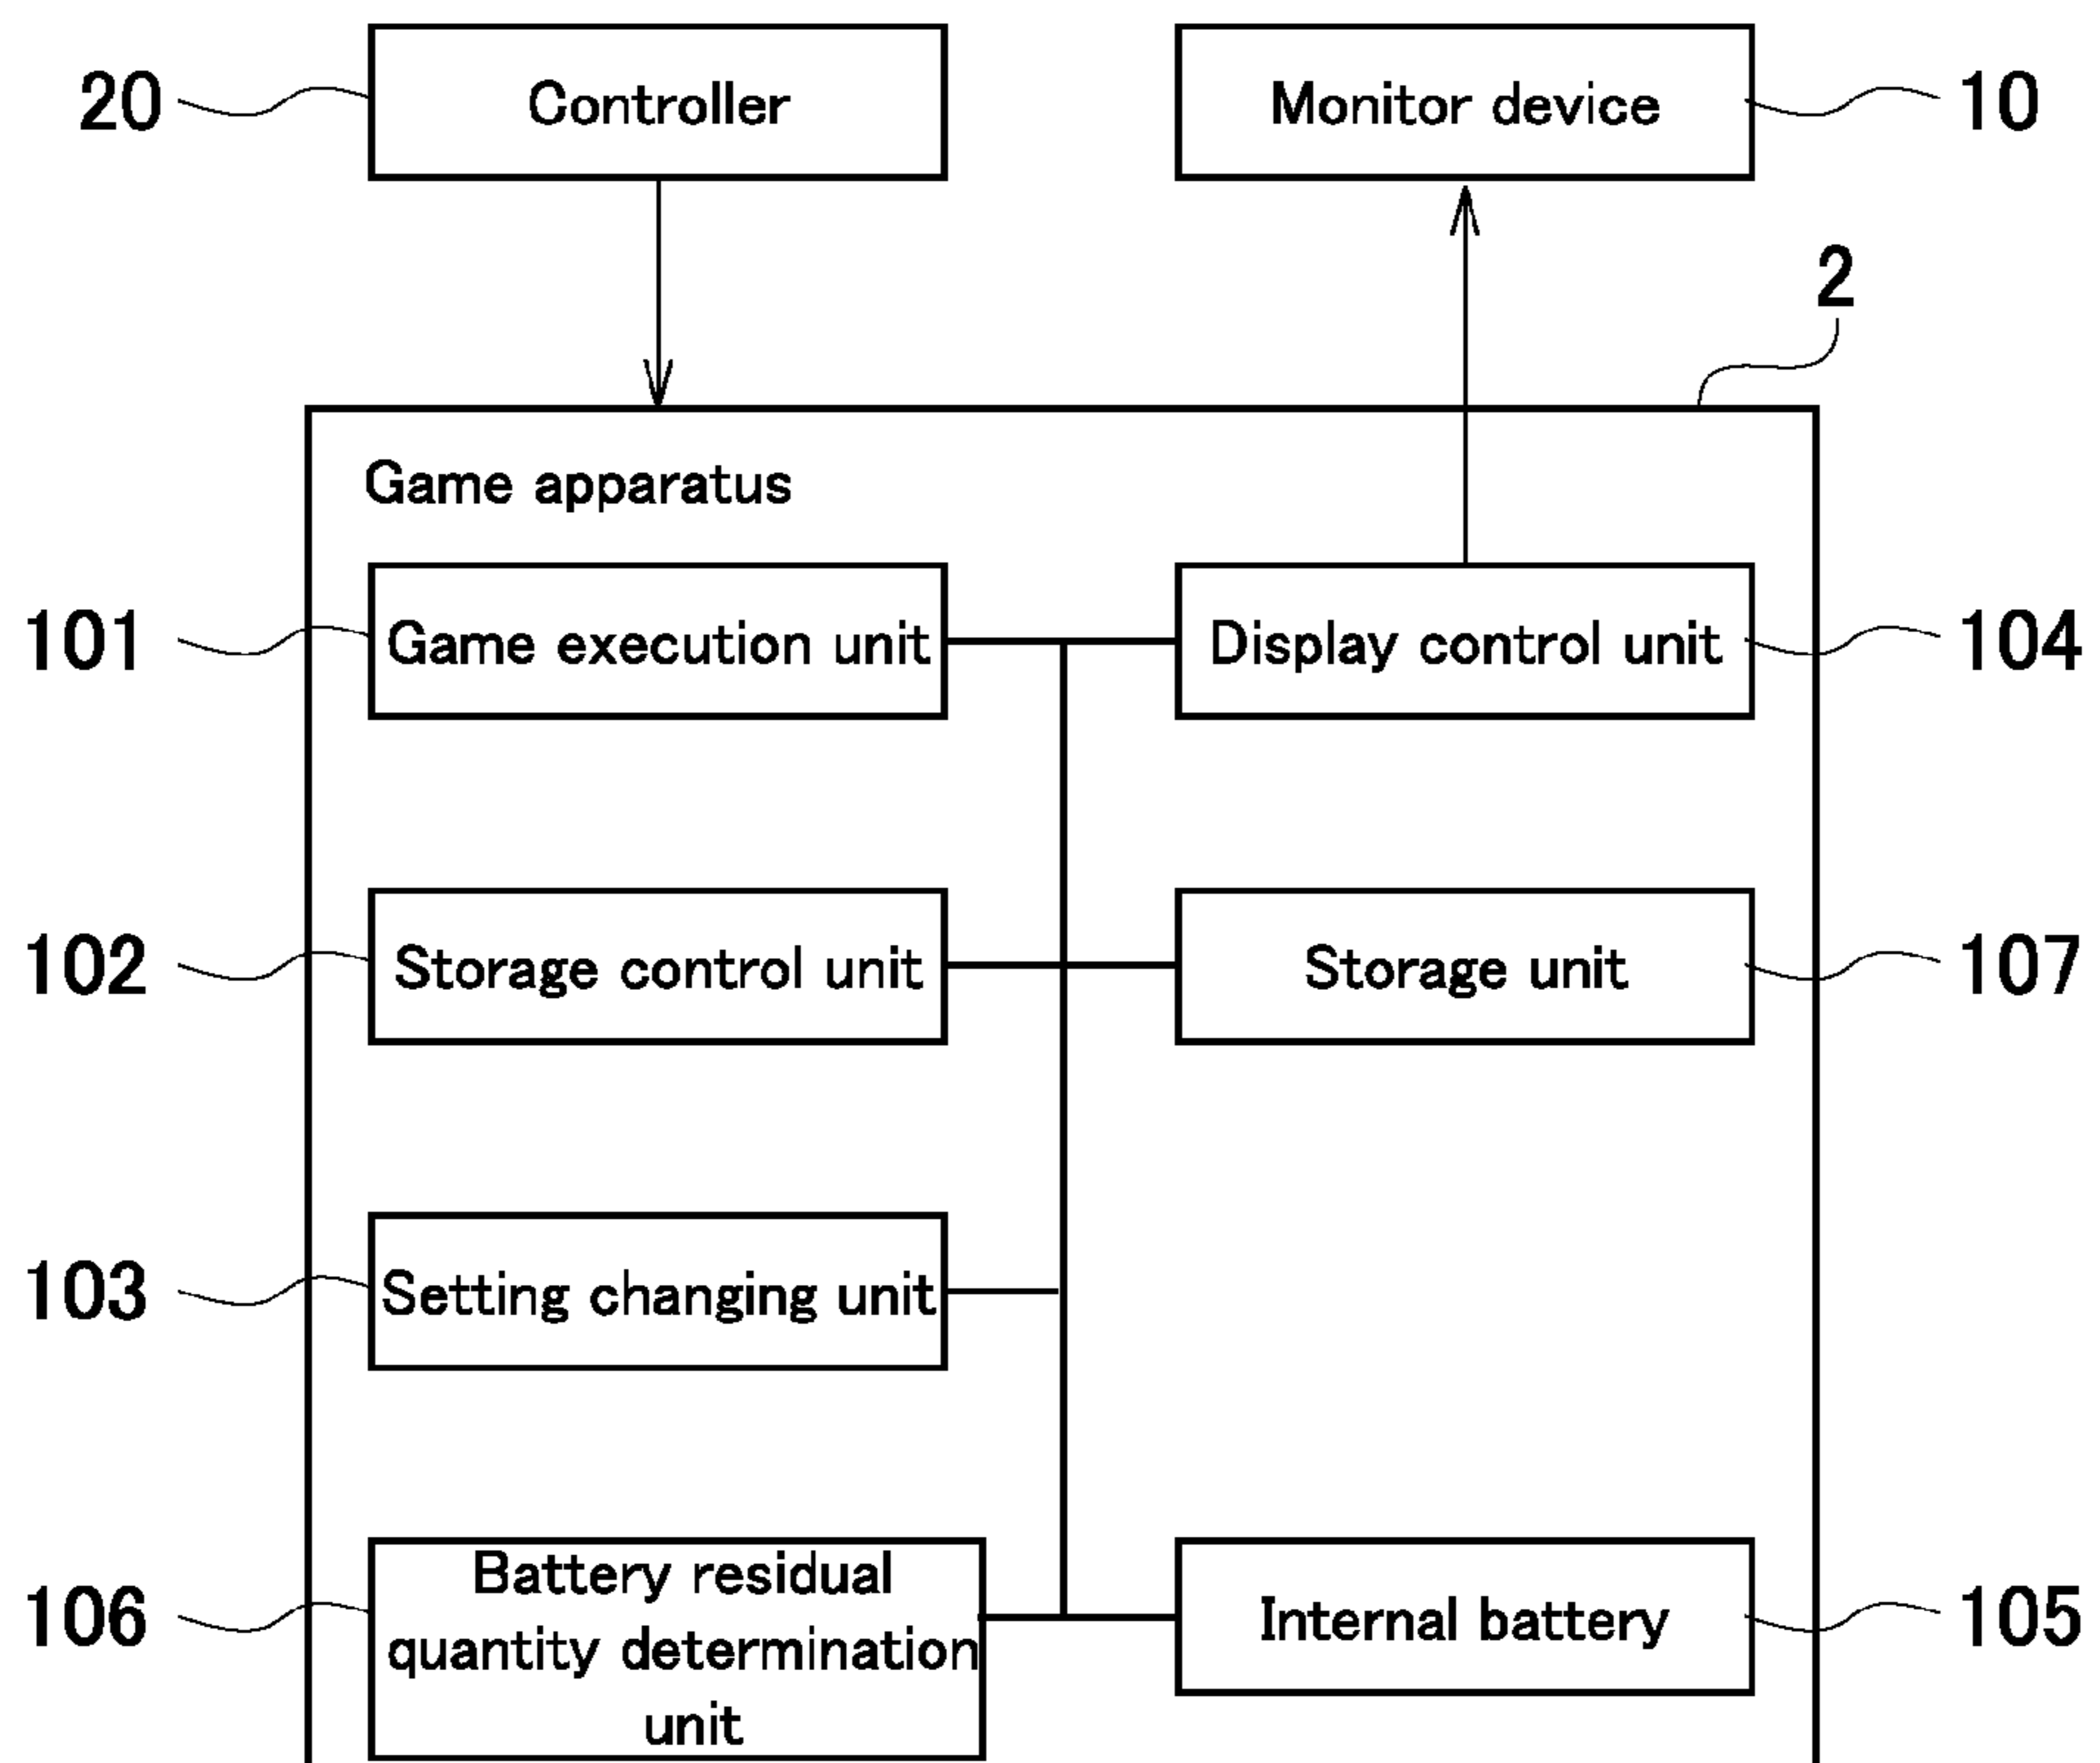 20
Controller
Monitor device
10
2
Game apparatus
101
Game execution unit
Display control unit
104
102
Storage control unit
Storage unit
107
103
Setting changing unit
106
Battery residual
quantity determination
unit
Internal battery
105